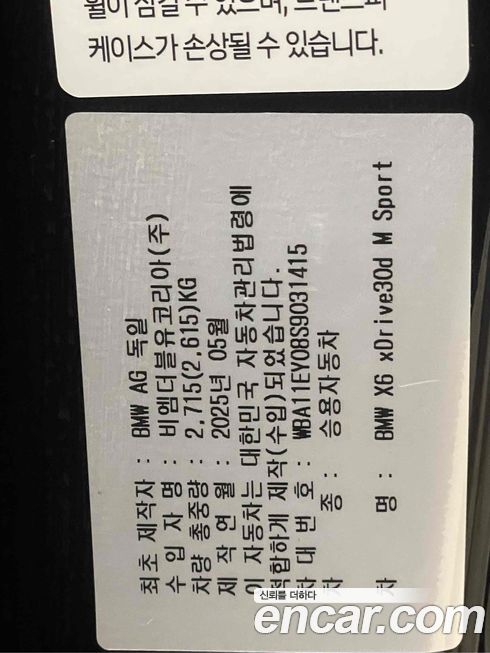 케이스가 손상될 수 있습니다.
최초 제작자 : BMW AG 독일
수 입 자 명 : 비엠더블유코리아(주)
차량 총중량 : 2,715(2,615)KG
제 작 연 월 : 2025년 05월
이 자동차는 대한민국 자동차관리법령에
적합하게 제작(수입)되었습니다.
차 대 번 호 : WBA11EY08S9031415
차 종 : 승용자동차
차 명 : BMW X6 xDrive30d M Sport
신뢰를 더하다
encar.com